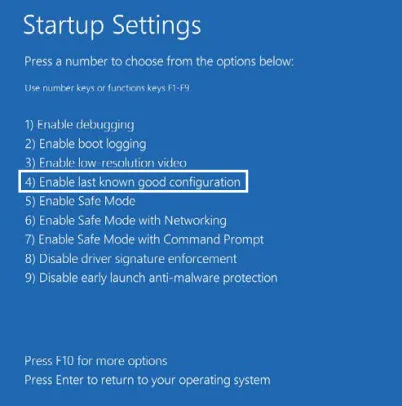 Startup Settings
Press a number to choose from the options below:
Use number keys or functions keys F1-F9.
1) Enable debugging
2) Enable boot logging
3) Enable low-resolution video
4) Enable last known good configuration
5) Enable Safe Mode
6) Enable Safe Mode with Networking
7) Enable Safe Mode with Command Prompt
8) Disable driver signature enforcement
9) Disable early launch anti-malware protection
Press F10 for more options
Press Enter to return to your operating system